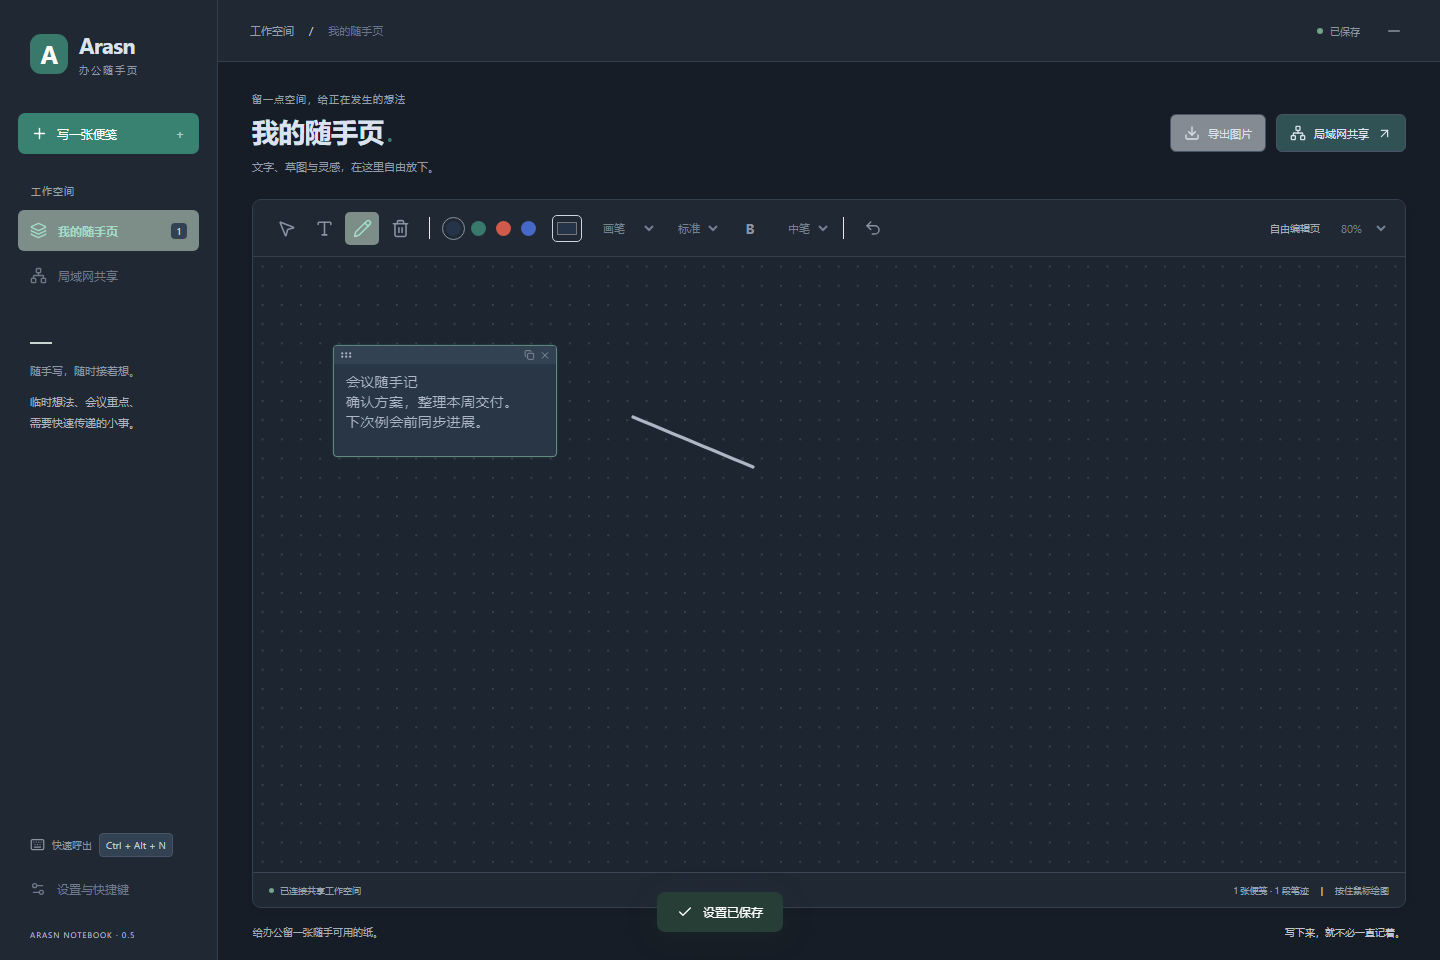 A
Arasn
办公随手页
写一张便笺 +
工作空间
我的随手页 1
局域网共享
随手写，随时接着想。
临时想法、会议重点、
需要快速传递的小事。
快速呼出 Ctrl + Alt + N
设置与快捷键
ARASN NOTEBOOK · 0.5
工作空间 / 我的随手页
已保存
留一点空间，给正在发生的想法
我的随手页.
文字、草图与灵感，在这里自由放下。
导出图片
局域网共享
画笔
标准
B
中笔
自由编辑页
80%
会议随手记
确认方案，整理本周交付。
下次例会前同步进展。
已连接共享工作空间
1 张便笺 · 1 段笔迹 | 按住鼠标绘图
设置已保存
给办公留一张随手可用的纸。
写下来，就不必一直记着。